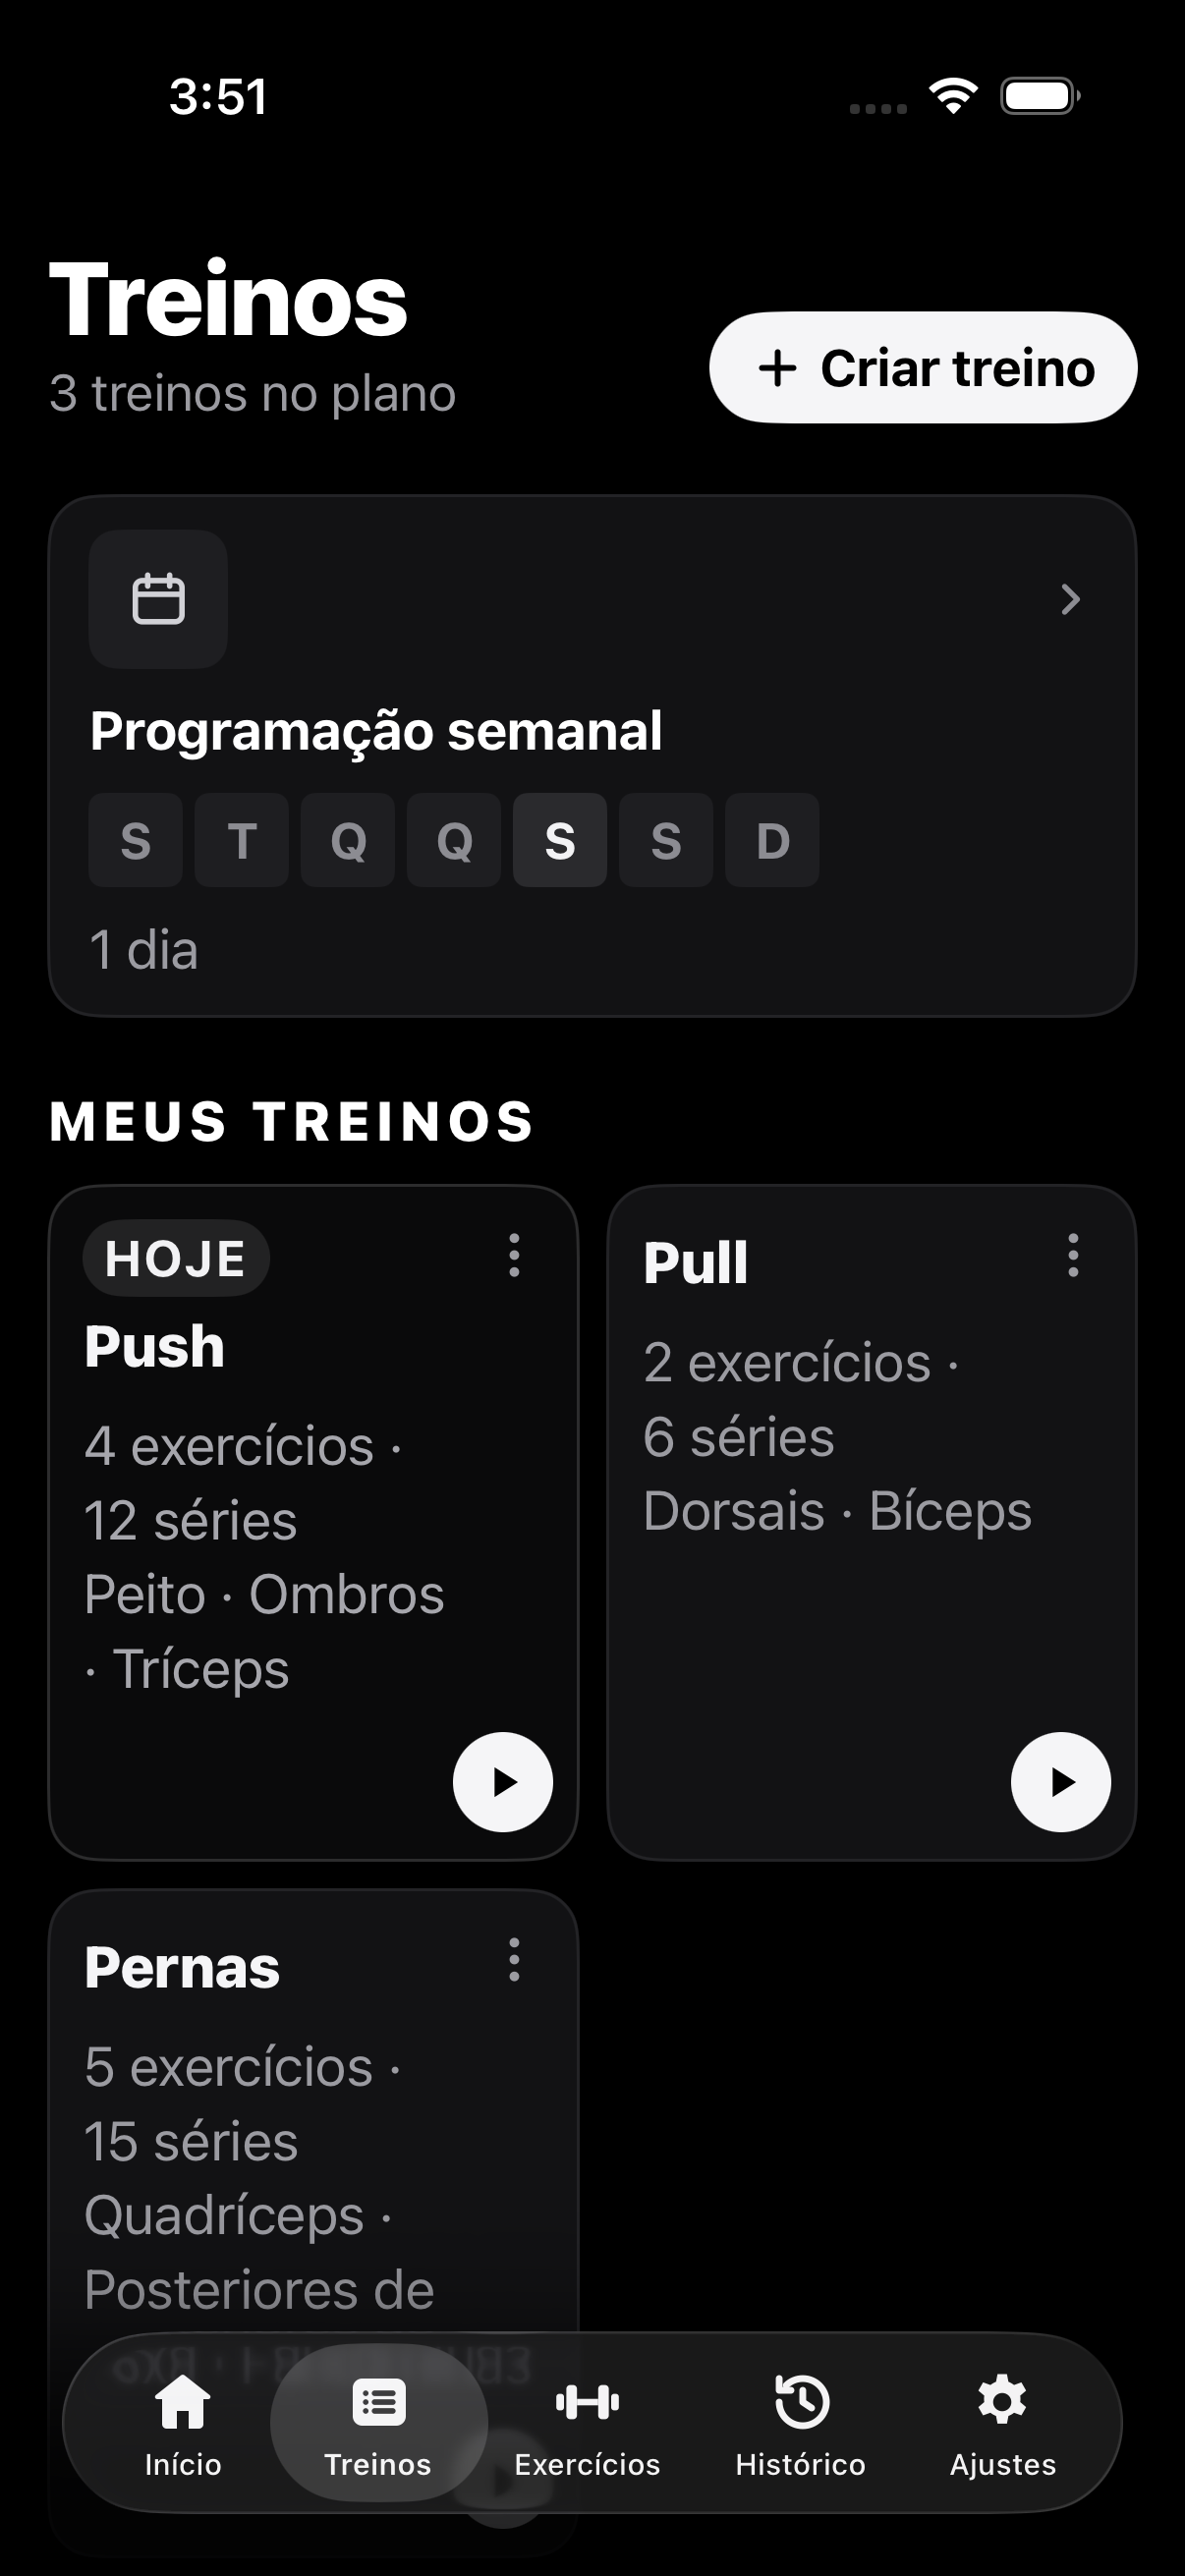 3:51
Treinos
3 treinos no plano
+ Criar treino
Programação semanal
S T Q Q S S D
1 dia
MEUS TREINOS
HOJE
Push
4 exercícios ·
12 séries
Peito · Ombros
· Tríceps
Pull
2 exercícios ·
6 séries
Dorsais · Bíceps
Pernas
5 exercícios ·
15 séries
Quadríceps ·
Posteriores de
Início
Treinos
Exercícios
Histórico
Ajustes